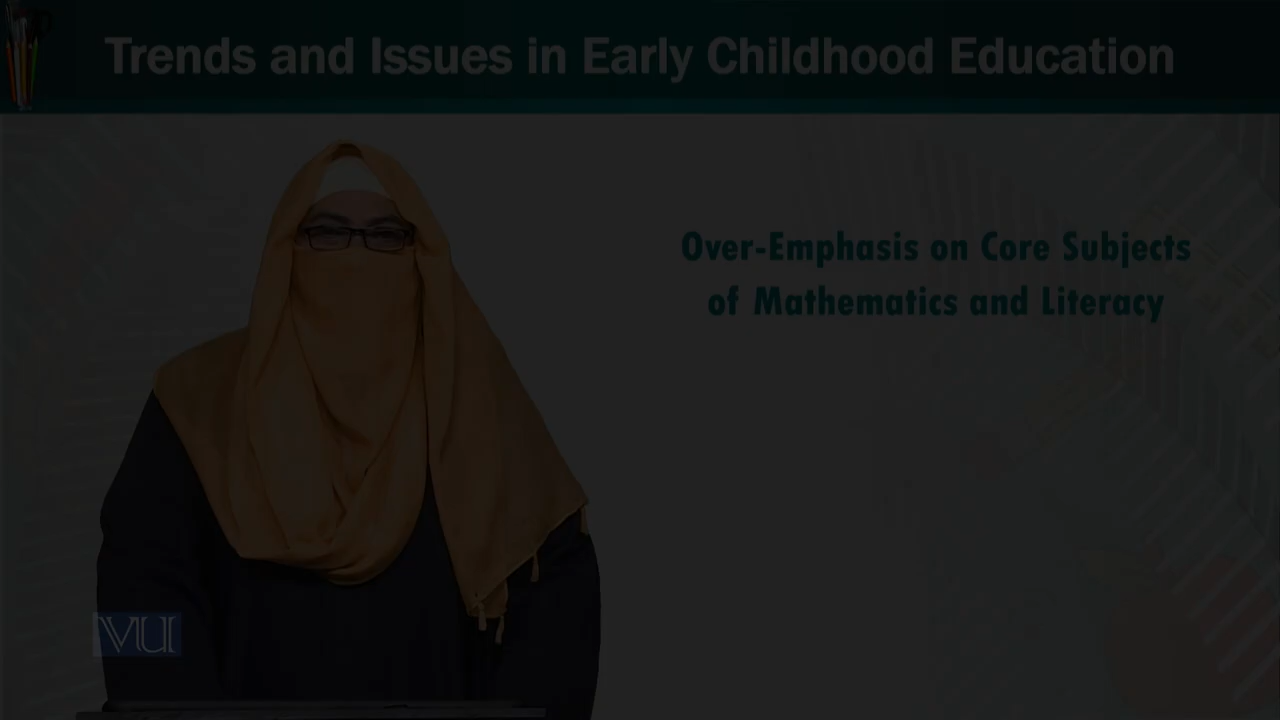 Trends and Issues in Early Childhood Education
Over-Emphasis on Core Subjects
of Mathematics and Literacy
VU